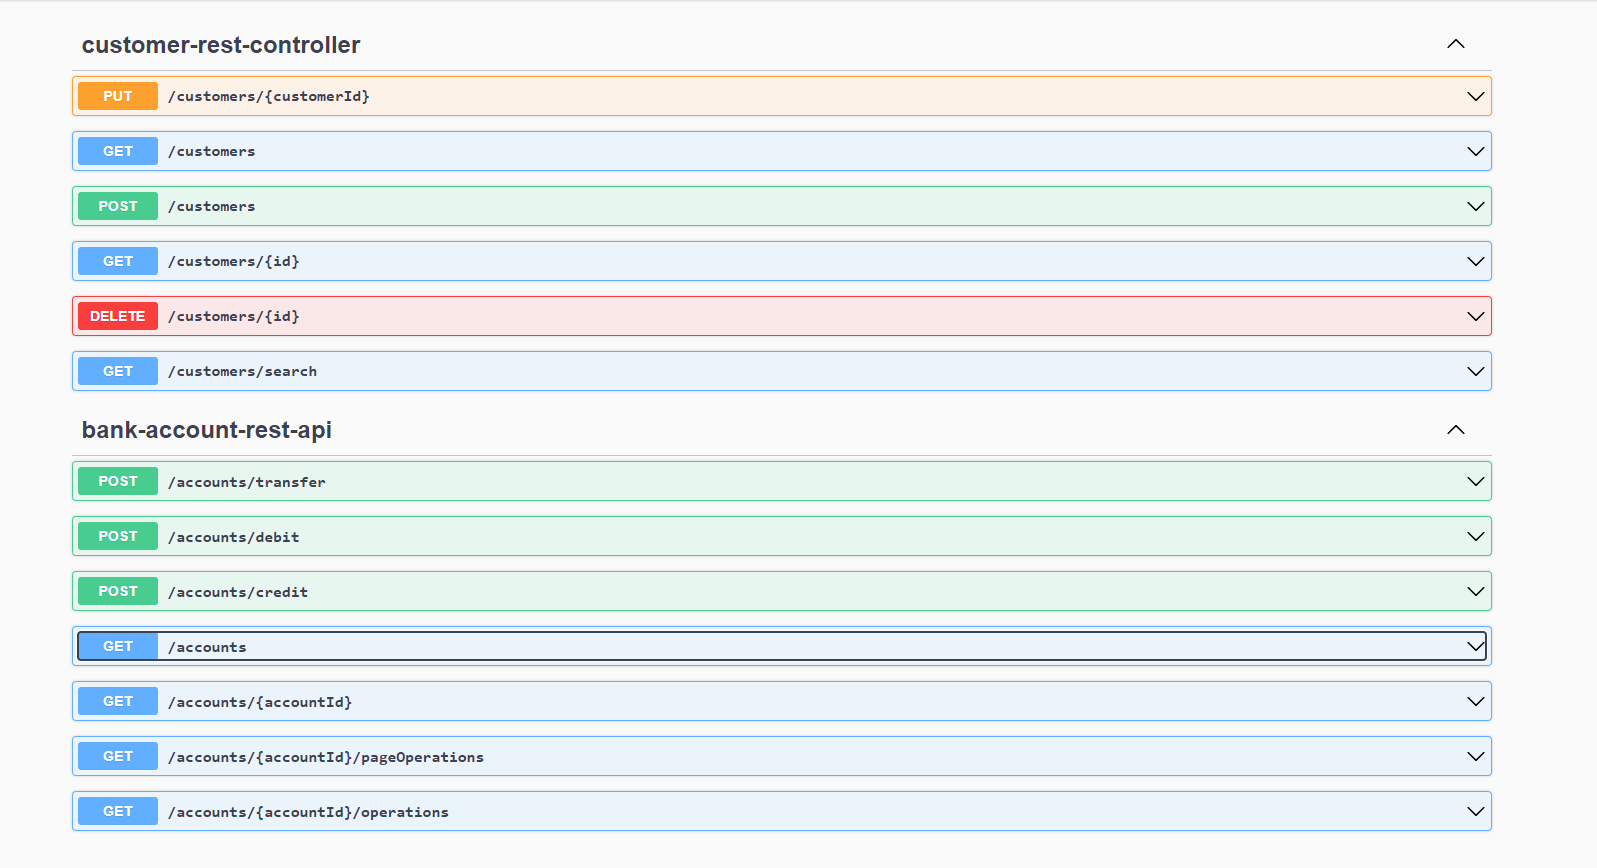 customer-rest-controller
PUT /customers/{customerId}
GET /customers
POST /customers
GET /customers/{id}
DELETE /customers/{id}
GET /customers/search
bank-account-rest-api
POST /accounts/transfer
POST /accounts/debit
POST /accounts/credit
GET /accounts
GET /accounts/{accountId}
GET /accounts/{accountId}/pageOperations
GET /accounts/{accountId}/operations